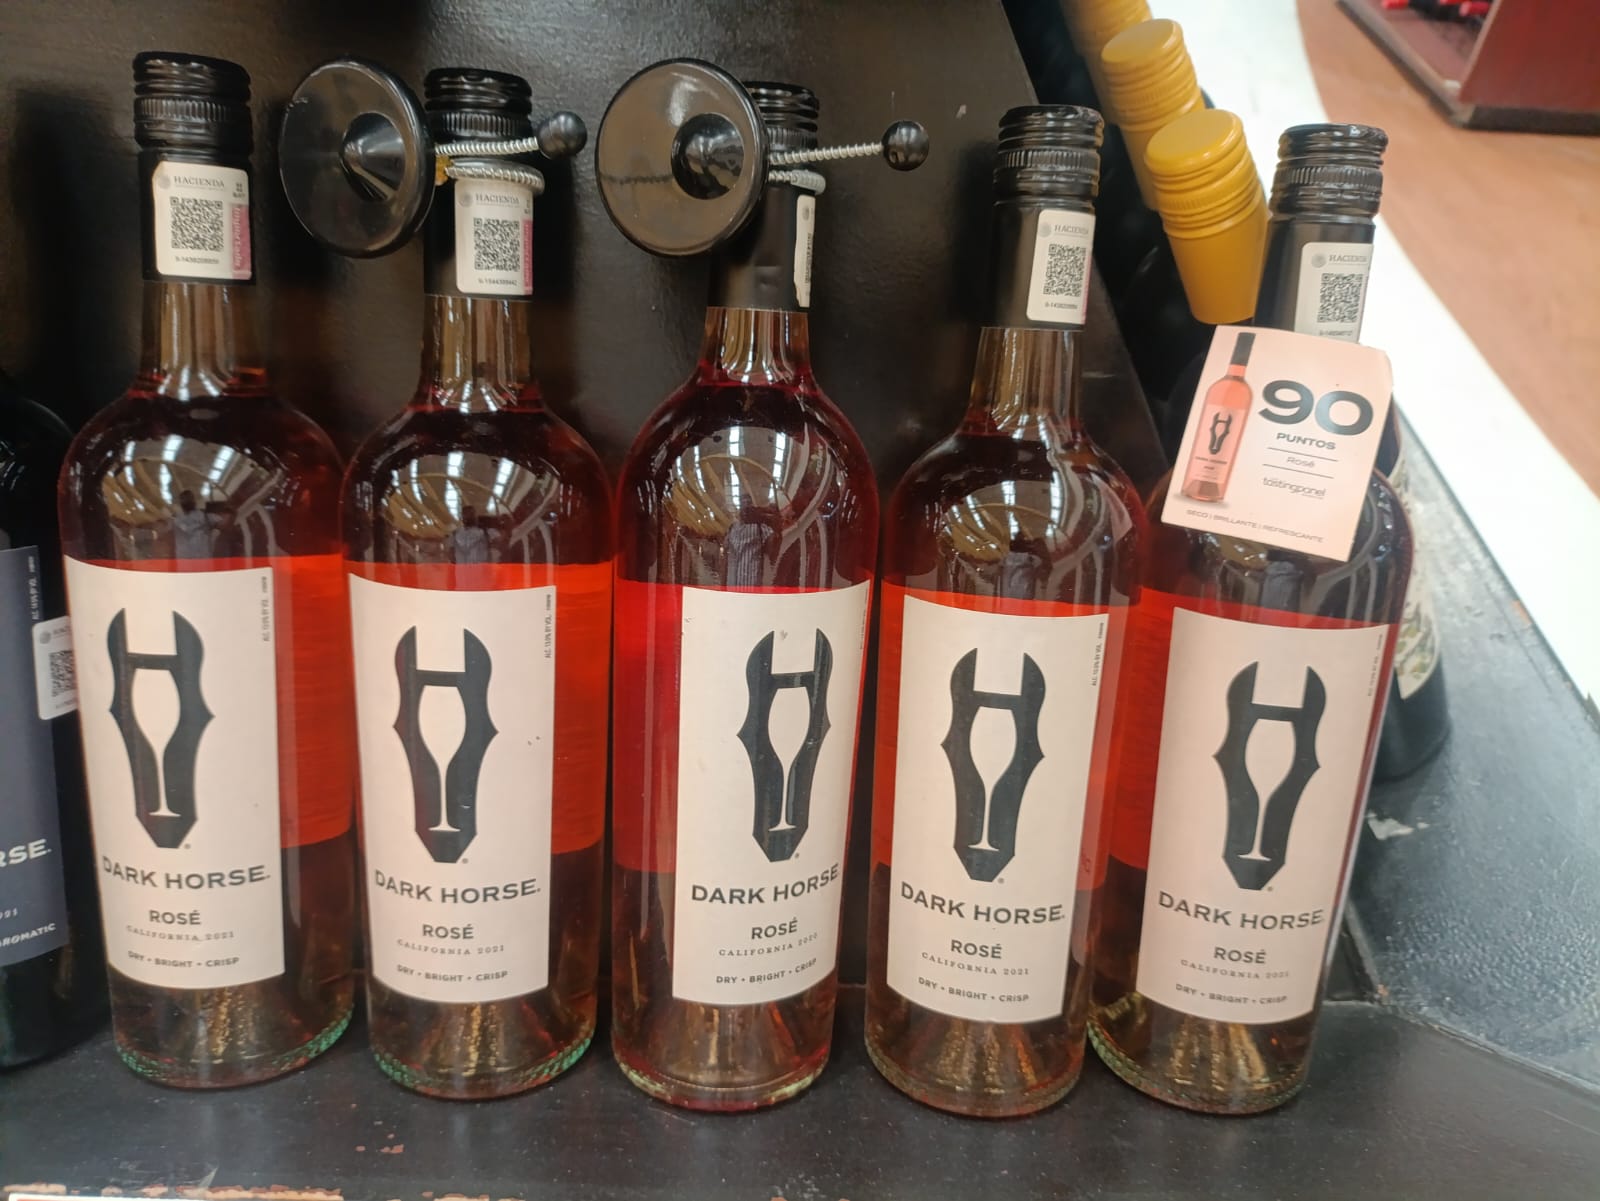 HACIENDA
HACIENDA
HACIENDA
HACIENDA
90
PUNTOS
Rosé
tastingpanel
SECO | BRILLANTE | REFRESCANTE
RSE.
AROMATIC
DARK HORSE.
ROSÉ
CALIFORNIA 2021
DRY • BRIGHT • CRISP
DARK HORSE.
ROSÉ
CALIFORNIA 2021
DRY • BRIGHT • CRISP
DARK HORSE
ROSÉ
CALIFORNIA 2020
DRY • BRIGHT • CRISP
DARK HORSE.
ROSÉ
CALIFORNIA 2021
DRY • BRIGHT • CRISP
DARK HORSE.
ROSÉ
CALIFORNIA 2021
DRY • BRIGHT • CRISP